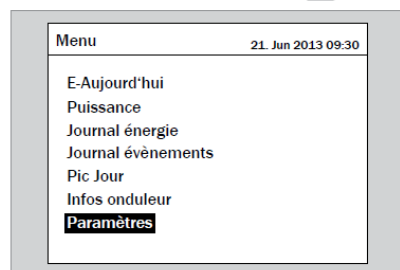 Menu 21. Jun 2013 09:30
E-Aujourd'hui
Puissance
Journal énergie
Journal évènements
Pic Jour
Infos onduleur
Paramètres